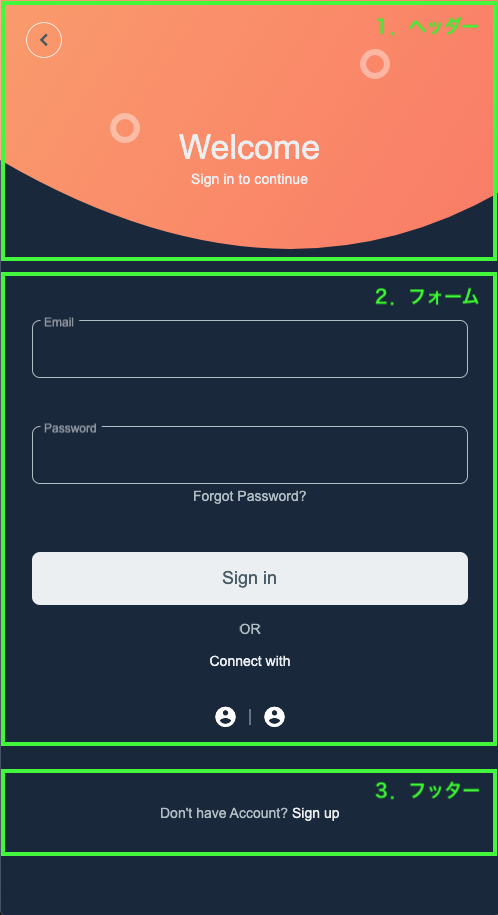 1．ヘッダー
Welcome
Sign in to continue
2．フォーム
Email
Password
Forgot Password?
Sign in
OR
Connect with
|
3．フッター
Don't have Account? Sign up